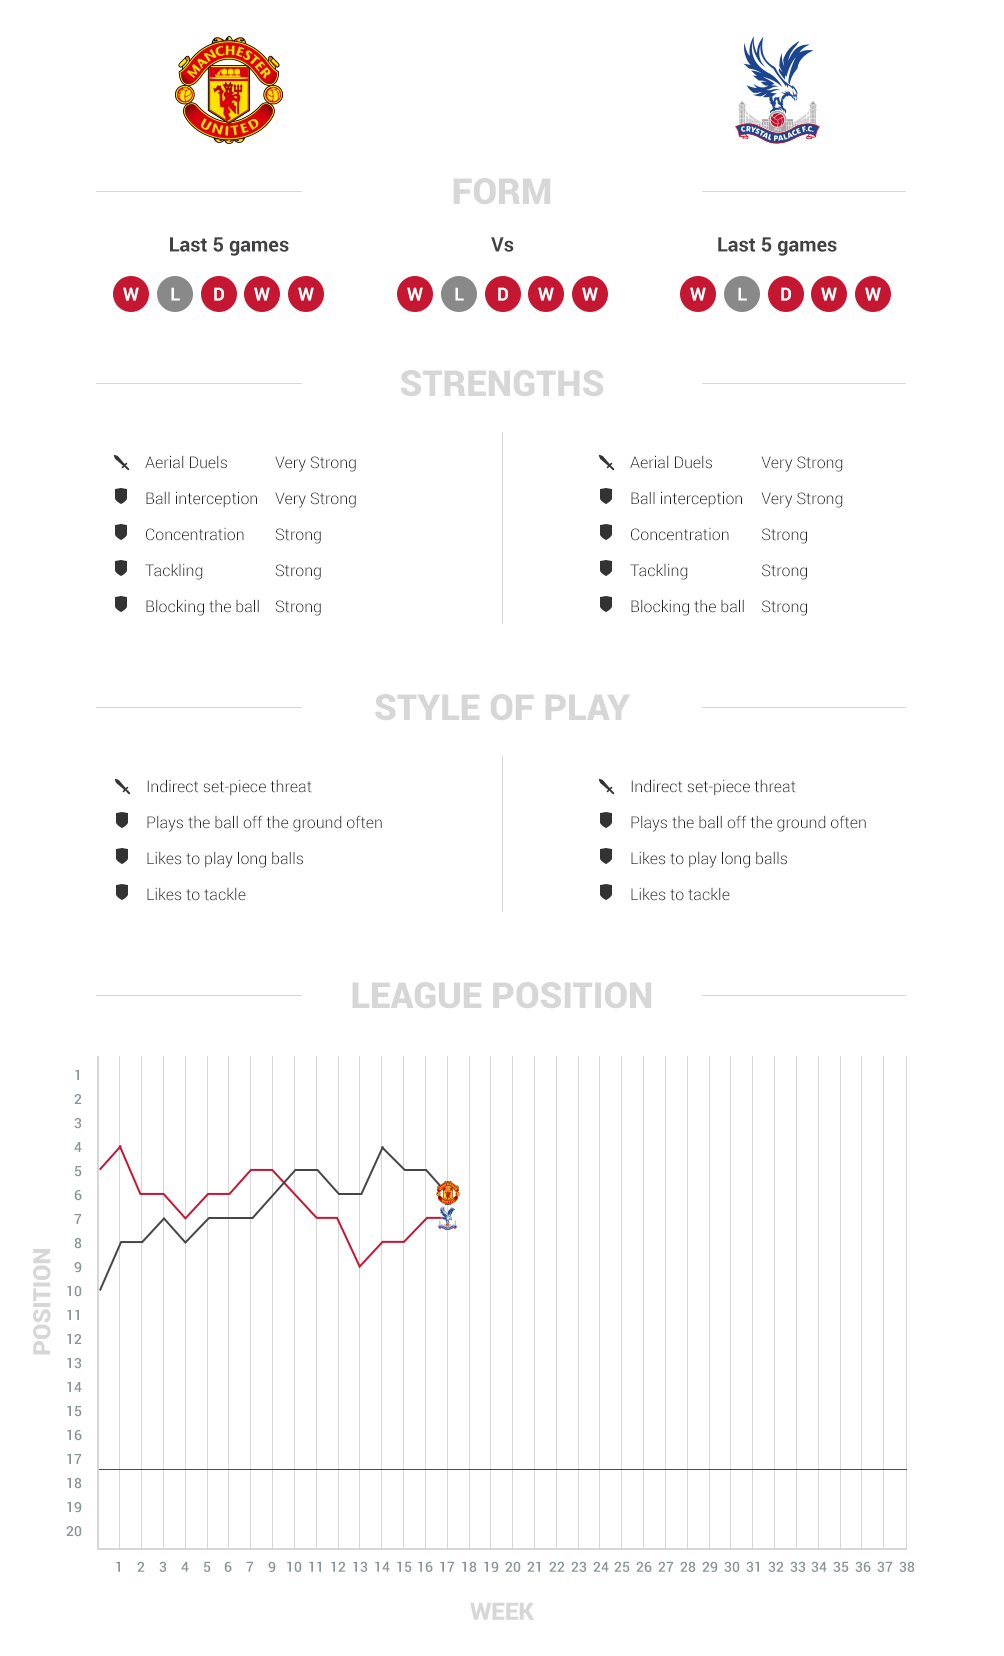 MANCHESTER
UNITED
CRYSTAL PALACE F.C.
FORM
Last 5 games
Vs
Last 5 games
W L D W W
W L D W W
W L D W W
STRENGTHS
Aerial Duels Very Strong
Ball interception Very Strong
Concentration Strong
Tackling Strong
Blocking the ball Strong
Aerial Duels Very Strong
Ball interception Very Strong
Concentration Strong
Tackling Strong
Blocking the ball Strong
STYLE OF PLAY
Indirect set-piece threat
Plays the ball off the ground often
Likes to play long balls
Likes to tackle
Indirect set-piece threat
Plays the ball off the ground often
Likes to play long balls
Likes to tackle
LEAGUE POSITION
POSITION
1
2
3
4
5
6
7
8
9
10
11
12
13
14
15
16
17
18
19
20
1 2 3 4 5 6 7 9 10 11 12 13 14 15 16 17 18 19 20 21 22 23 24 25 26 27 28 29 30 31 32 33 34 35 36 37 38
WEEK